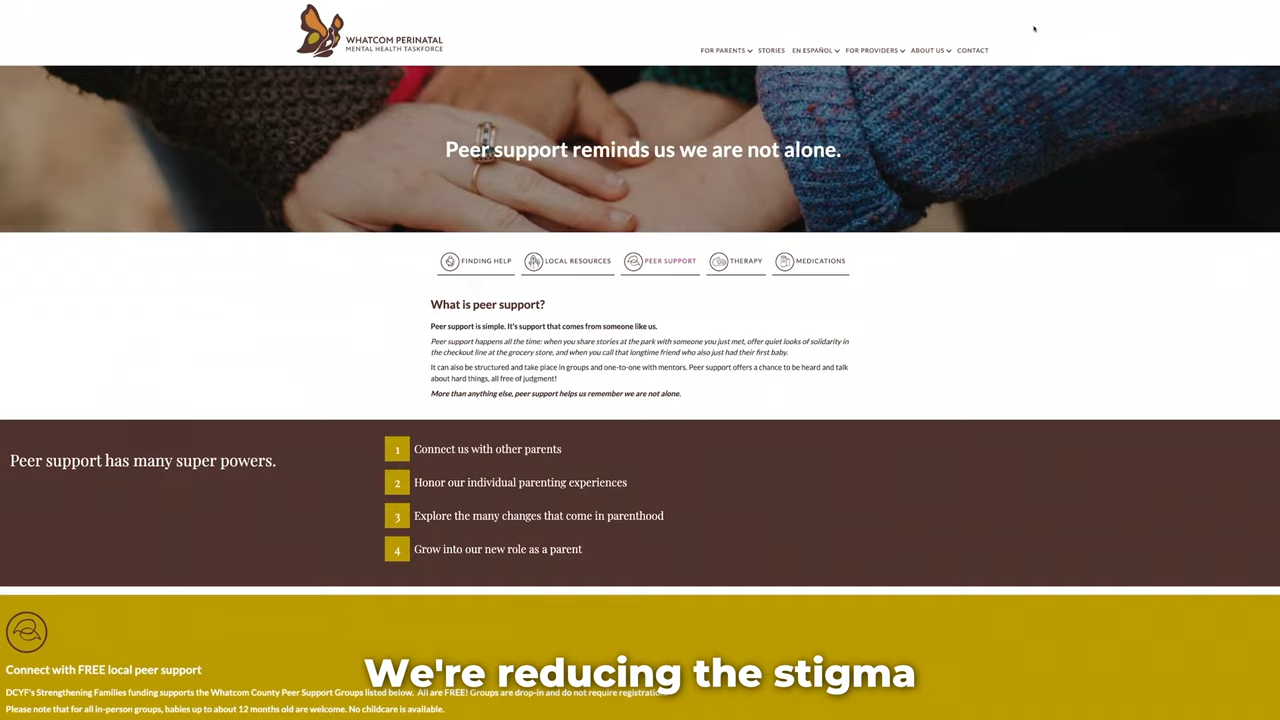 WHATCOM PERINATAL
MENTAL HEALTH TASKFORCE
FOR PARENTS STORIES EN ESPAÑOL FOR PROVIDERS ABOUT US CONTACT
Peer support reminds us we are not alone.
FINDING HELP LOCAL RESOURCES PEER SUPPORT THERAPY MEDICATIONS
What is peer support?
Peer support is simple. It's support that comes from someone like us.
Peer support happens all the time: when you share stories at the park with someone you just met, offer quiet looks of solidarity in
the checkout line at the grocery store, and when you call that longtime friend who also just had their first baby.
It can also be structured and take place in groups and one-to-one with mentors. Peer support offers a chance to be heard and talk
about hard things, all free of judgment!
More than anything else, peer support helps us remember we are not alone.
Peer support has many super powers.
1 Connect us with other parents
2 Honor our individual parenting experiences
3 Explore the many changes that come in parenthood
4 Grow into our new role as a parent
Connect with FREE local peer support
We're reducing the stigma
DCYF's Strengthening Families funding supports the Whatcom County Peer Support Groups listed below. All are FREE! Groups are drop-in and do not require registration.
Please note that for all in-person groups, babies up to about 12 months old are welcome. No childcare is available.